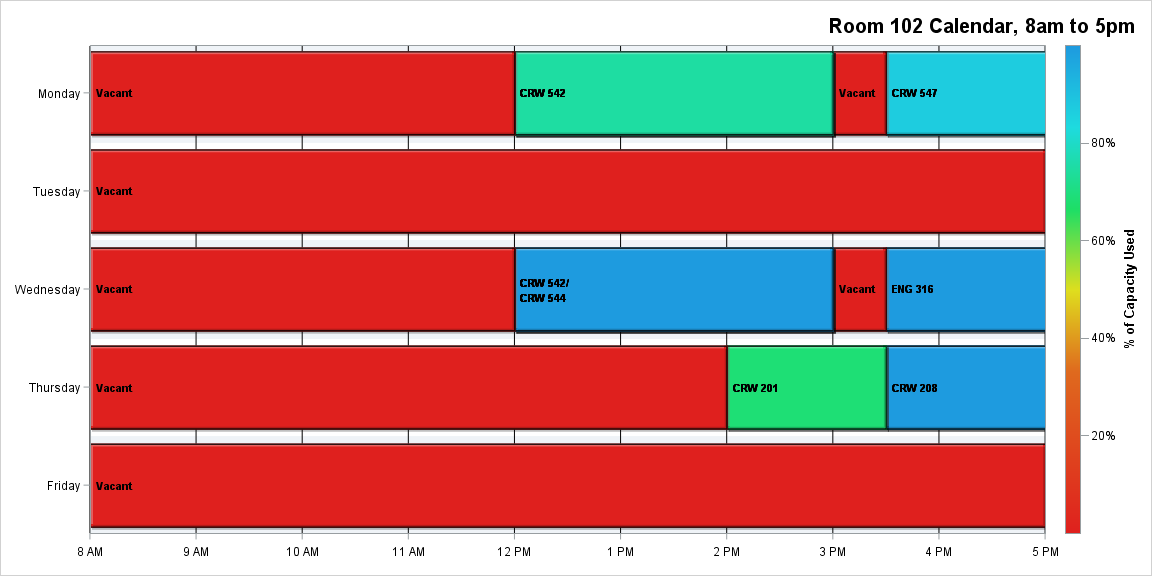 Room 102 Calendar, 8am to 5pm
Monday
Vacant
CRW 542
Vacant
CRW 547
Tuesday
Vacant
Wednesday
Vacant
CRW 542/
CRW 544
Vacant
ENG 316
Thursday
Vacant
CRW 201
CRW 208
Friday
Vacant
8 AM
9 AM
10 AM
11 AM
12 PM
1 PM
2 PM
3 PM
4 PM
5 PM
80%
60%
40%
20%
% of Capacity Used